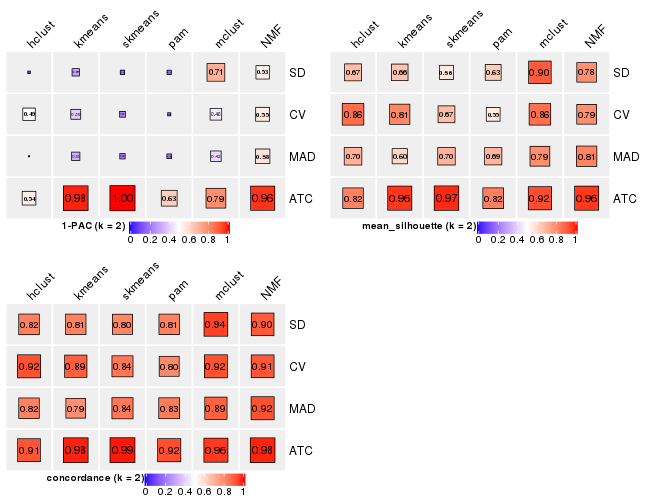 hclust kmeans skmeans pam mclust NMF
0.71 0.53 SD
0.49 0.55 CV
0.58 MAD
0.54 0.98 1.00 0.63 0.79 0.96 ATC
1-PAC (k = 2)
0 0.2 0.4 0.6 0.8 1
hclust kmeans skmeans pam mclust NMF
0.67 0.66 0.56 0.63 0.90 0.78 SD
0.86 0.81 0.67 0.55 0.86 0.79 CV
0.70 0.60 0.70 0.69 0.79 0.81 MAD
0.82 0.96 0.97 0.82 0.92 0.96 ATC
mean_silhouette (k = 2)
0 0.2 0.4 0.6 0.8 1
hclust kmeans skmeans pam mclust NMF
0.82 0.81 0.80 0.81 0.94 0.90 SD
0.92 0.89 0.84 0.80 0.92 0.91 CV
0.82 0.79 0.84 0.83 0.89 0.92 MAD
0.91 0.98 0.99 0.92 0.96 0.98 ATC
concordance (k = 2)
0 0.2 0.4 0.6 0.8 1